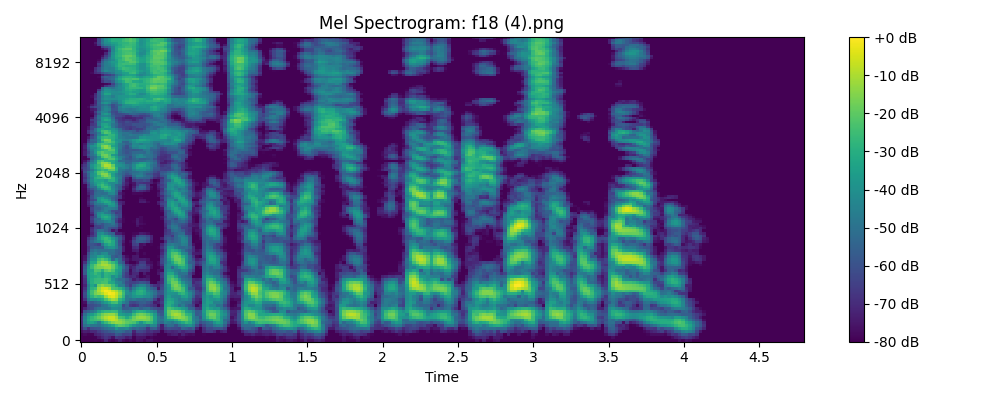 Mel Spectrogram: f18 (4).png
+0 dB
8192
-10 dB
4096
-20 dB
-30 dB
2048
Hz
-40 dB
1024
-50 dB
-60 dB
512
-70 dB
0
-80 dB
0 0.5 1 1.5 2 2.5 3 3.5 4 4.5
Time